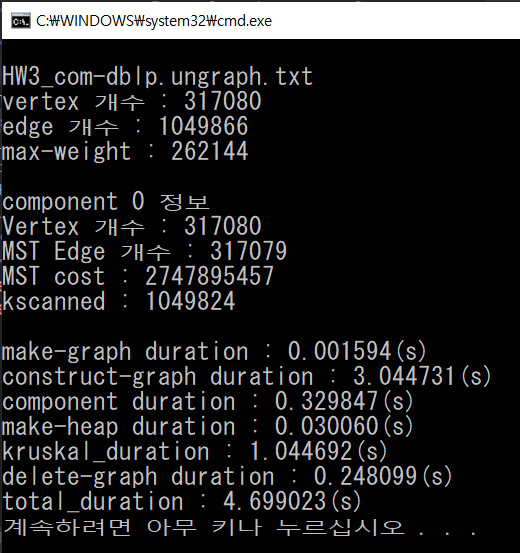 C:₩WINDOWS₩system32₩cmd.exe
HW3_com-dblp.ungraph.txt
vertex 개수 : 317080
edge 개수 : 1049866
max-weight : 262144
component 0 정보
Vertex 개수 : 317080
MST Edge 개수 : 317079
MST cost : 2747895457
kscanned : 1049824
make-graph duration : 0.001594(s)
construct-graph duration : 3.044731(s)
component duration : 0.329847(s)
make-heap duration : 0.030060(s)
kruskal_duration : 1.044692(s)
delete-graph duration : 0.248099(s)
total_duration : 4.699023(s)
계속하려면 아무 키나 누르십시오 . . .